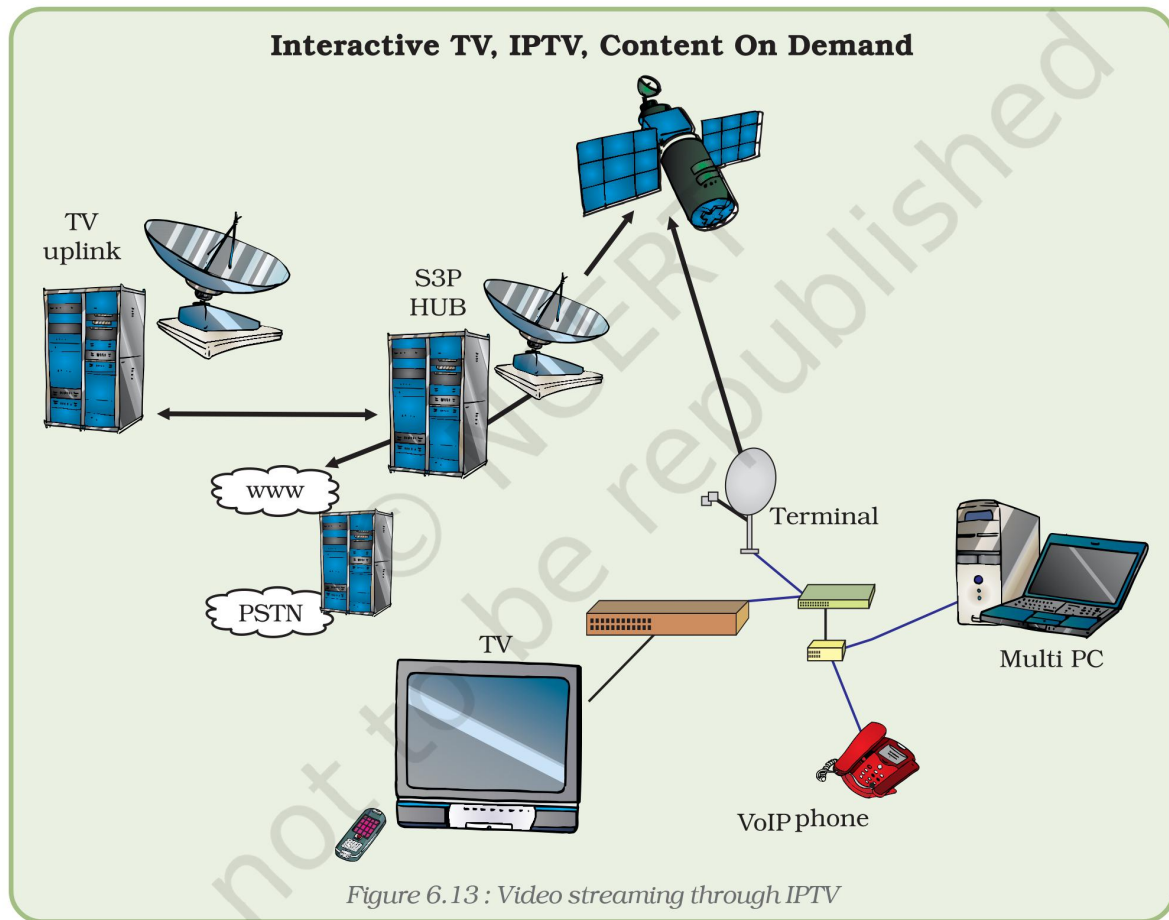 Interactive TV, IPTV, Content On Demand
TV
uplink
S3P
HUB
www
PSTN
Terminal
TV
Multi PC
VoIP phone
Figure 6.13 : Video streaming through IPTV
© NCERT
not to be republished